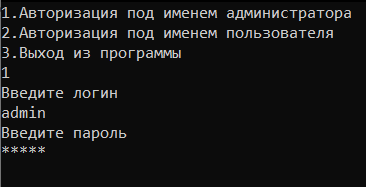 1.Авторизация под именем администратора
2.Авторизация под именем пользователя
3.Выход из программы
1
Введите логин
admin
Введите пароль
*****